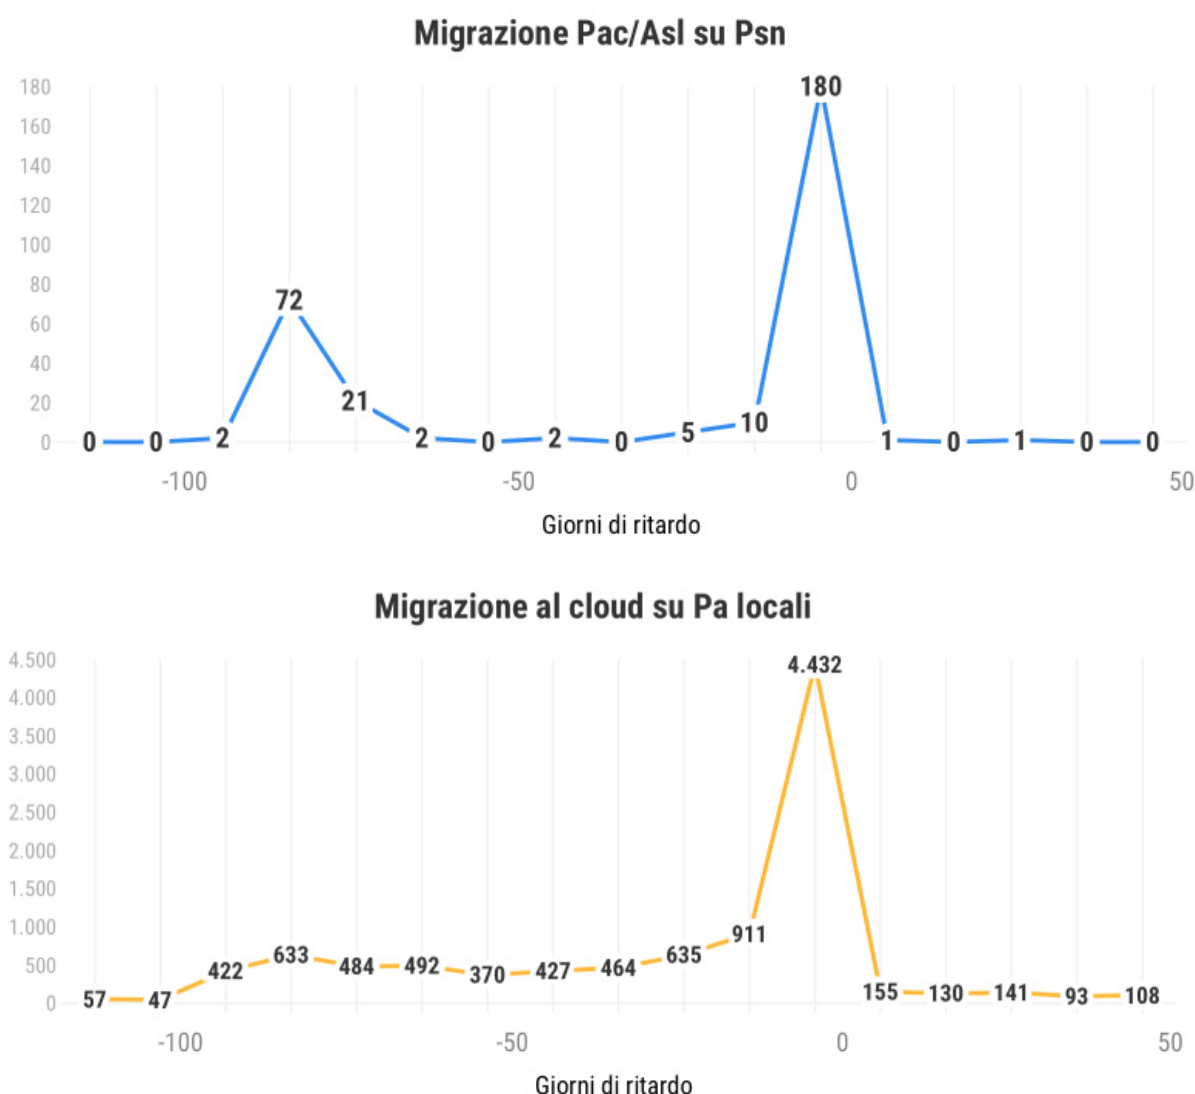 Migrazione Pac/Asl su Psn
180
160
140
120
100
80
60
40
20
0
0 0 2 72 21 2 0 2 0 5 10 180 1 0 1 0 0
-100 -50 0 50
Giorni di ritardo
Migrazione al cloud su Pa locali
4.500
4.000
3.500
3.000
2.500
2.000
1.500
1.000
500
0
57 47 422 633 484 492 370 427 464 635 911 4.432 155 130 141 93 108
-100 -50 0 50
Giorni di ritardo